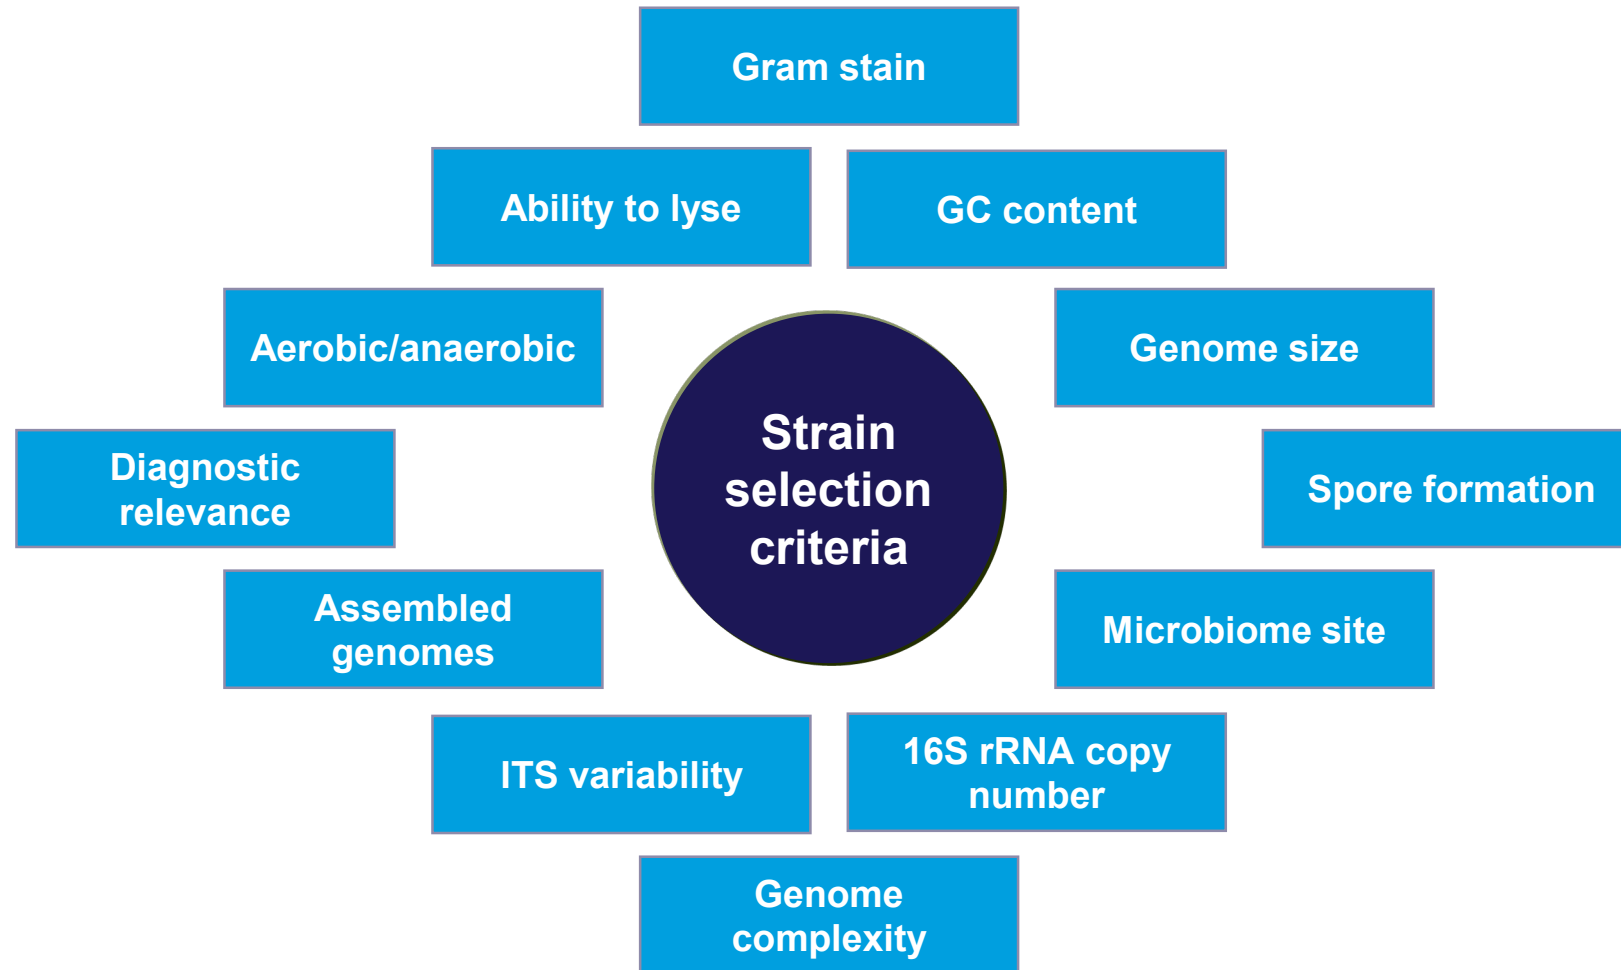 Gram stain
Ability to lyse
GC content
Aerobic/anaerobic
Genome size
Strain
selection
criteria
Diagnostic
relevance
Spore formation
Assembled
genomes
Microbiome site
ITS variability
16S rRNA copy
number
Genome
complexity